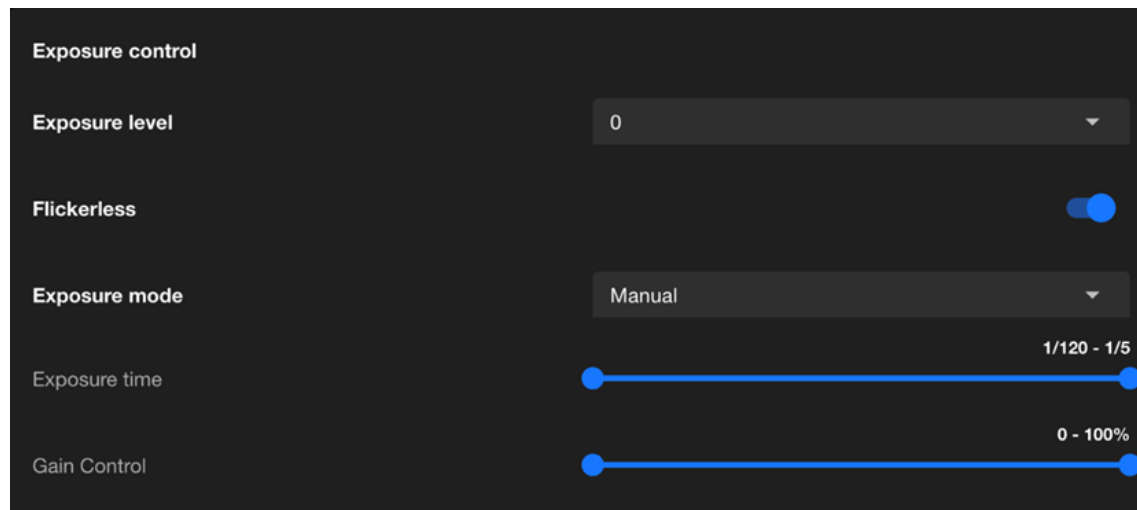 Exposure control
Exposure level
0
Flickerless
Exposure mode
Manual
1/120 - 1/5
Exposure time
0 - 100%
Gain Control